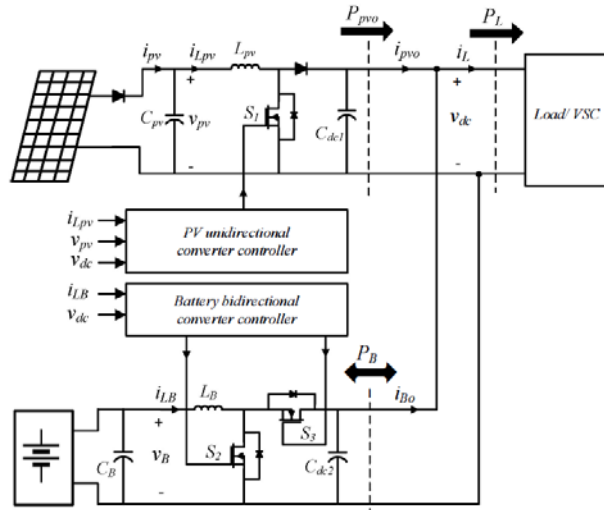 P_pvo P_L
i_pv i_Lpv L_pv i_pvo i_L
C_pv + v_pv - S_1 C_dc1 + v_dc - Load/ VSC
i_Lpv
v_pv
v_dc
PV unidirectional
converter controller
i_LB
v_dc
Battery bidirectional
converter controller
P_B
i_LB L_B i_Bo
C_B + v_B - S_2 S_3 C_dc2